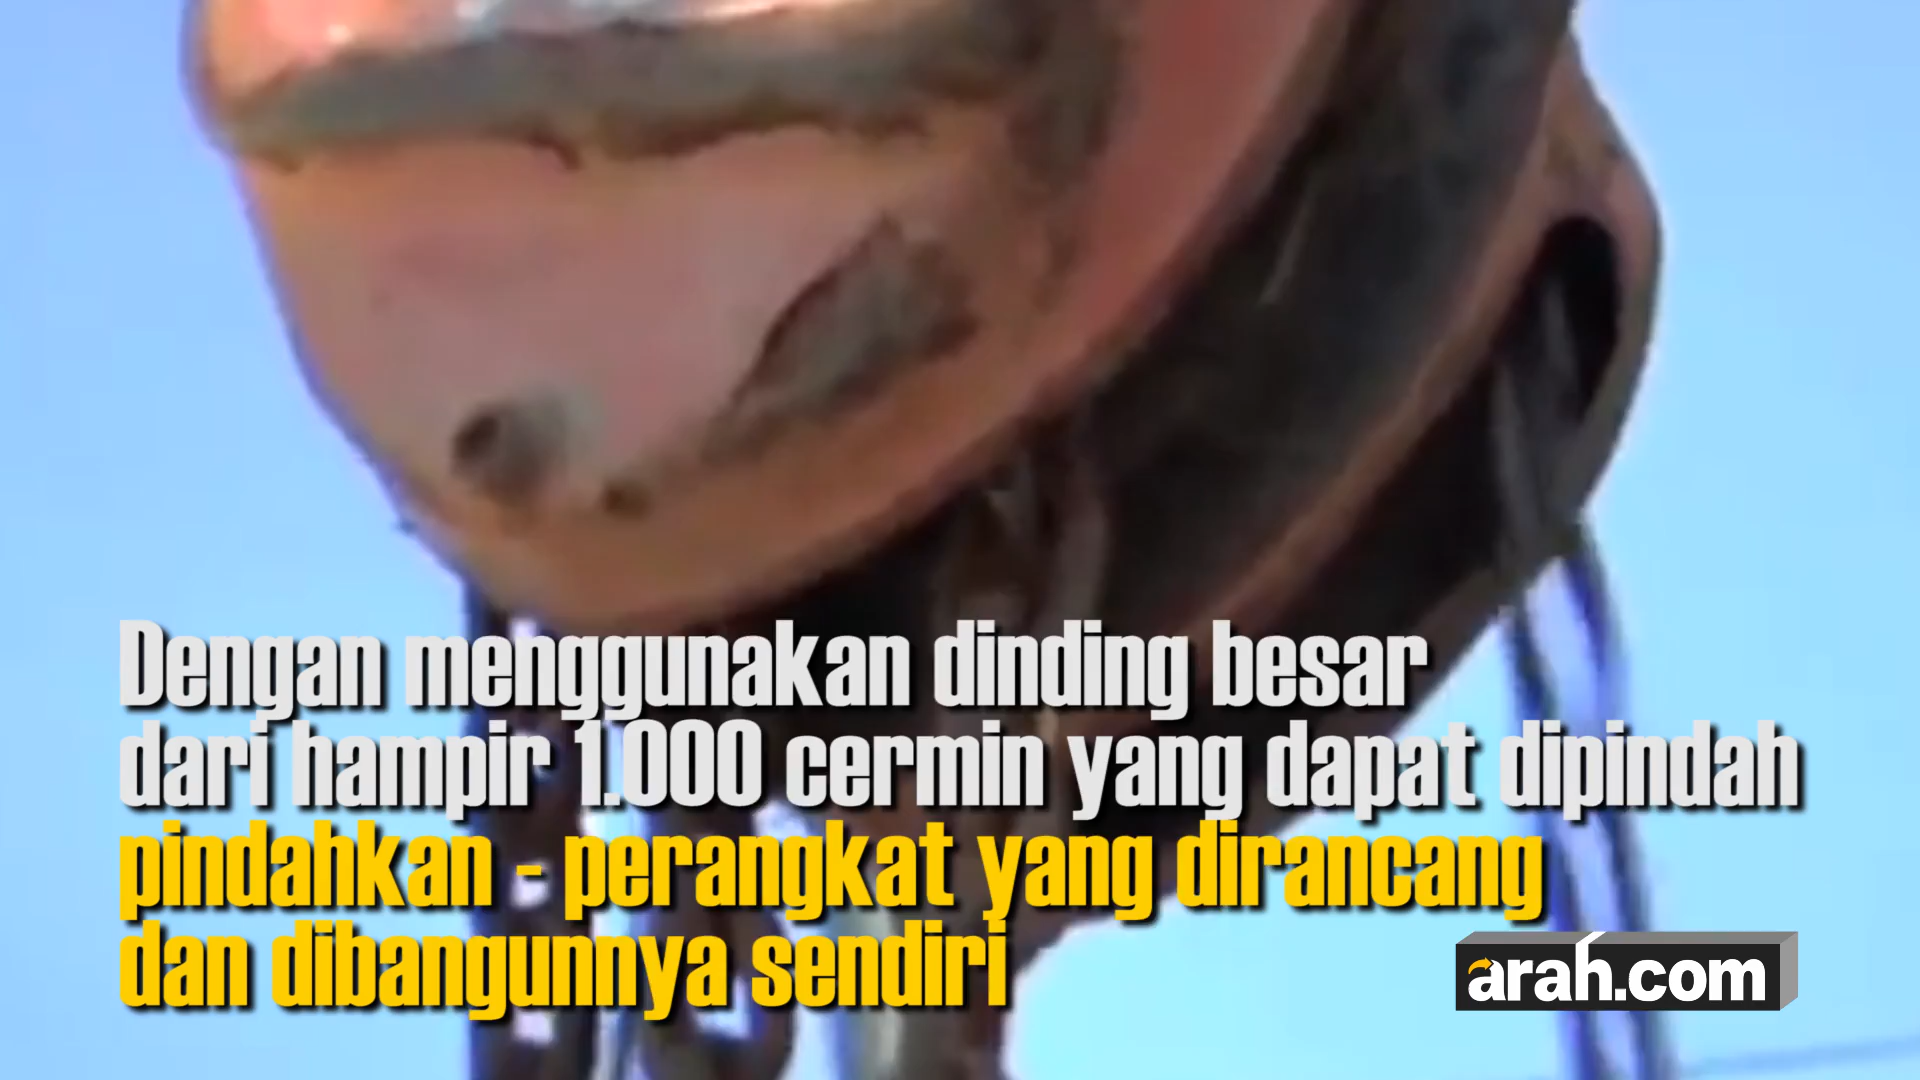 Dengan menggunakan dinding besar
dari hampir 1.000 cermin yang dapat dipindah
pindahkan - perangkat yang dirancang
dan dibangunnya sendiri
arah.com